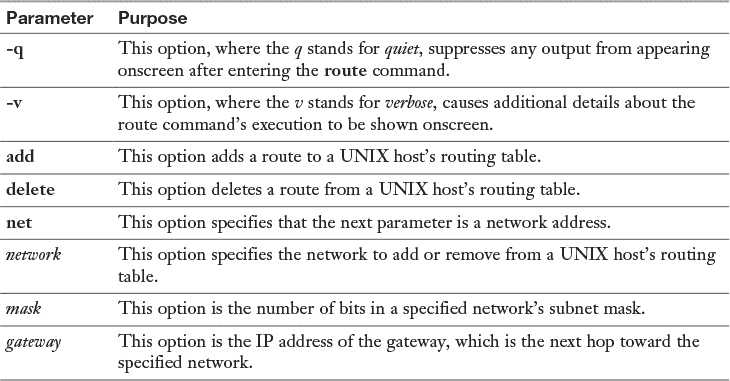 Parameter Purpose
-q This option, where the q stands for quiet, suppresses any output from appearing
onscreen after entering the route command.
-v This option, where the v stands for verbose, causes additional details about the
route command's execution to be shown onscreen.
add This option adds a route to a UNIX host's routing table.
delete This option deletes a route from a UNIX host's routing table.
net This option specifies that the next parameter is a network address.
network This option specifies the network to add or remove from a UNIX host's routing
table.
mask This option is the number of bits in a specified network's subnet mask.
gateway This option is the IP address of the gateway, which is the next hop toward the
specified network.